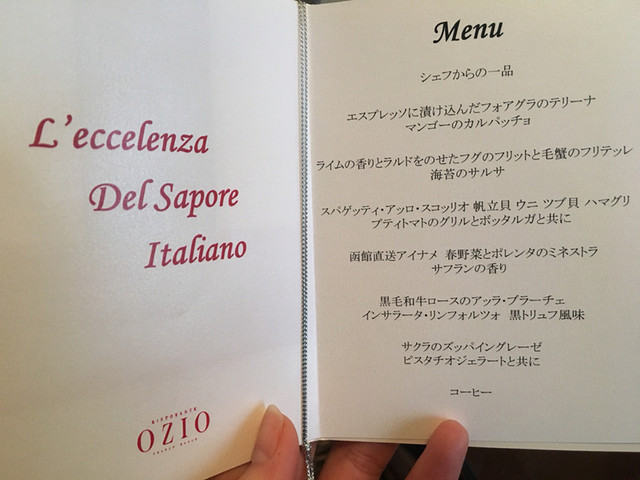 L'eccelenza
Del Sapore
Italiano
RISTORANTE
OZIO
Menu
シェフからの一品
エスプレッソに漬け込んだフォアグラのテリーナ
マンゴーのカルパッチョ
ライムの香りとラルドをのせたフグのフリットと毛蟹のフリテッレ
海苔のサルサ
スパゲッティ・アッロ・スコッリオ 帆立貝 ウニ ツブ貝 ハマグリ
プティトマトのグリルとボッタルガと共に
函館直送アイナメ 春野菜とポレンタのミネストラ
サフランの香り
黒毛和牛ロースのアッラ・ブラーチェ
インサラータ・リンフォルツォ 黒トリュフ風味
サクラのズッパイングレーゼ
ピスタチオジェラートと共に
コーヒー